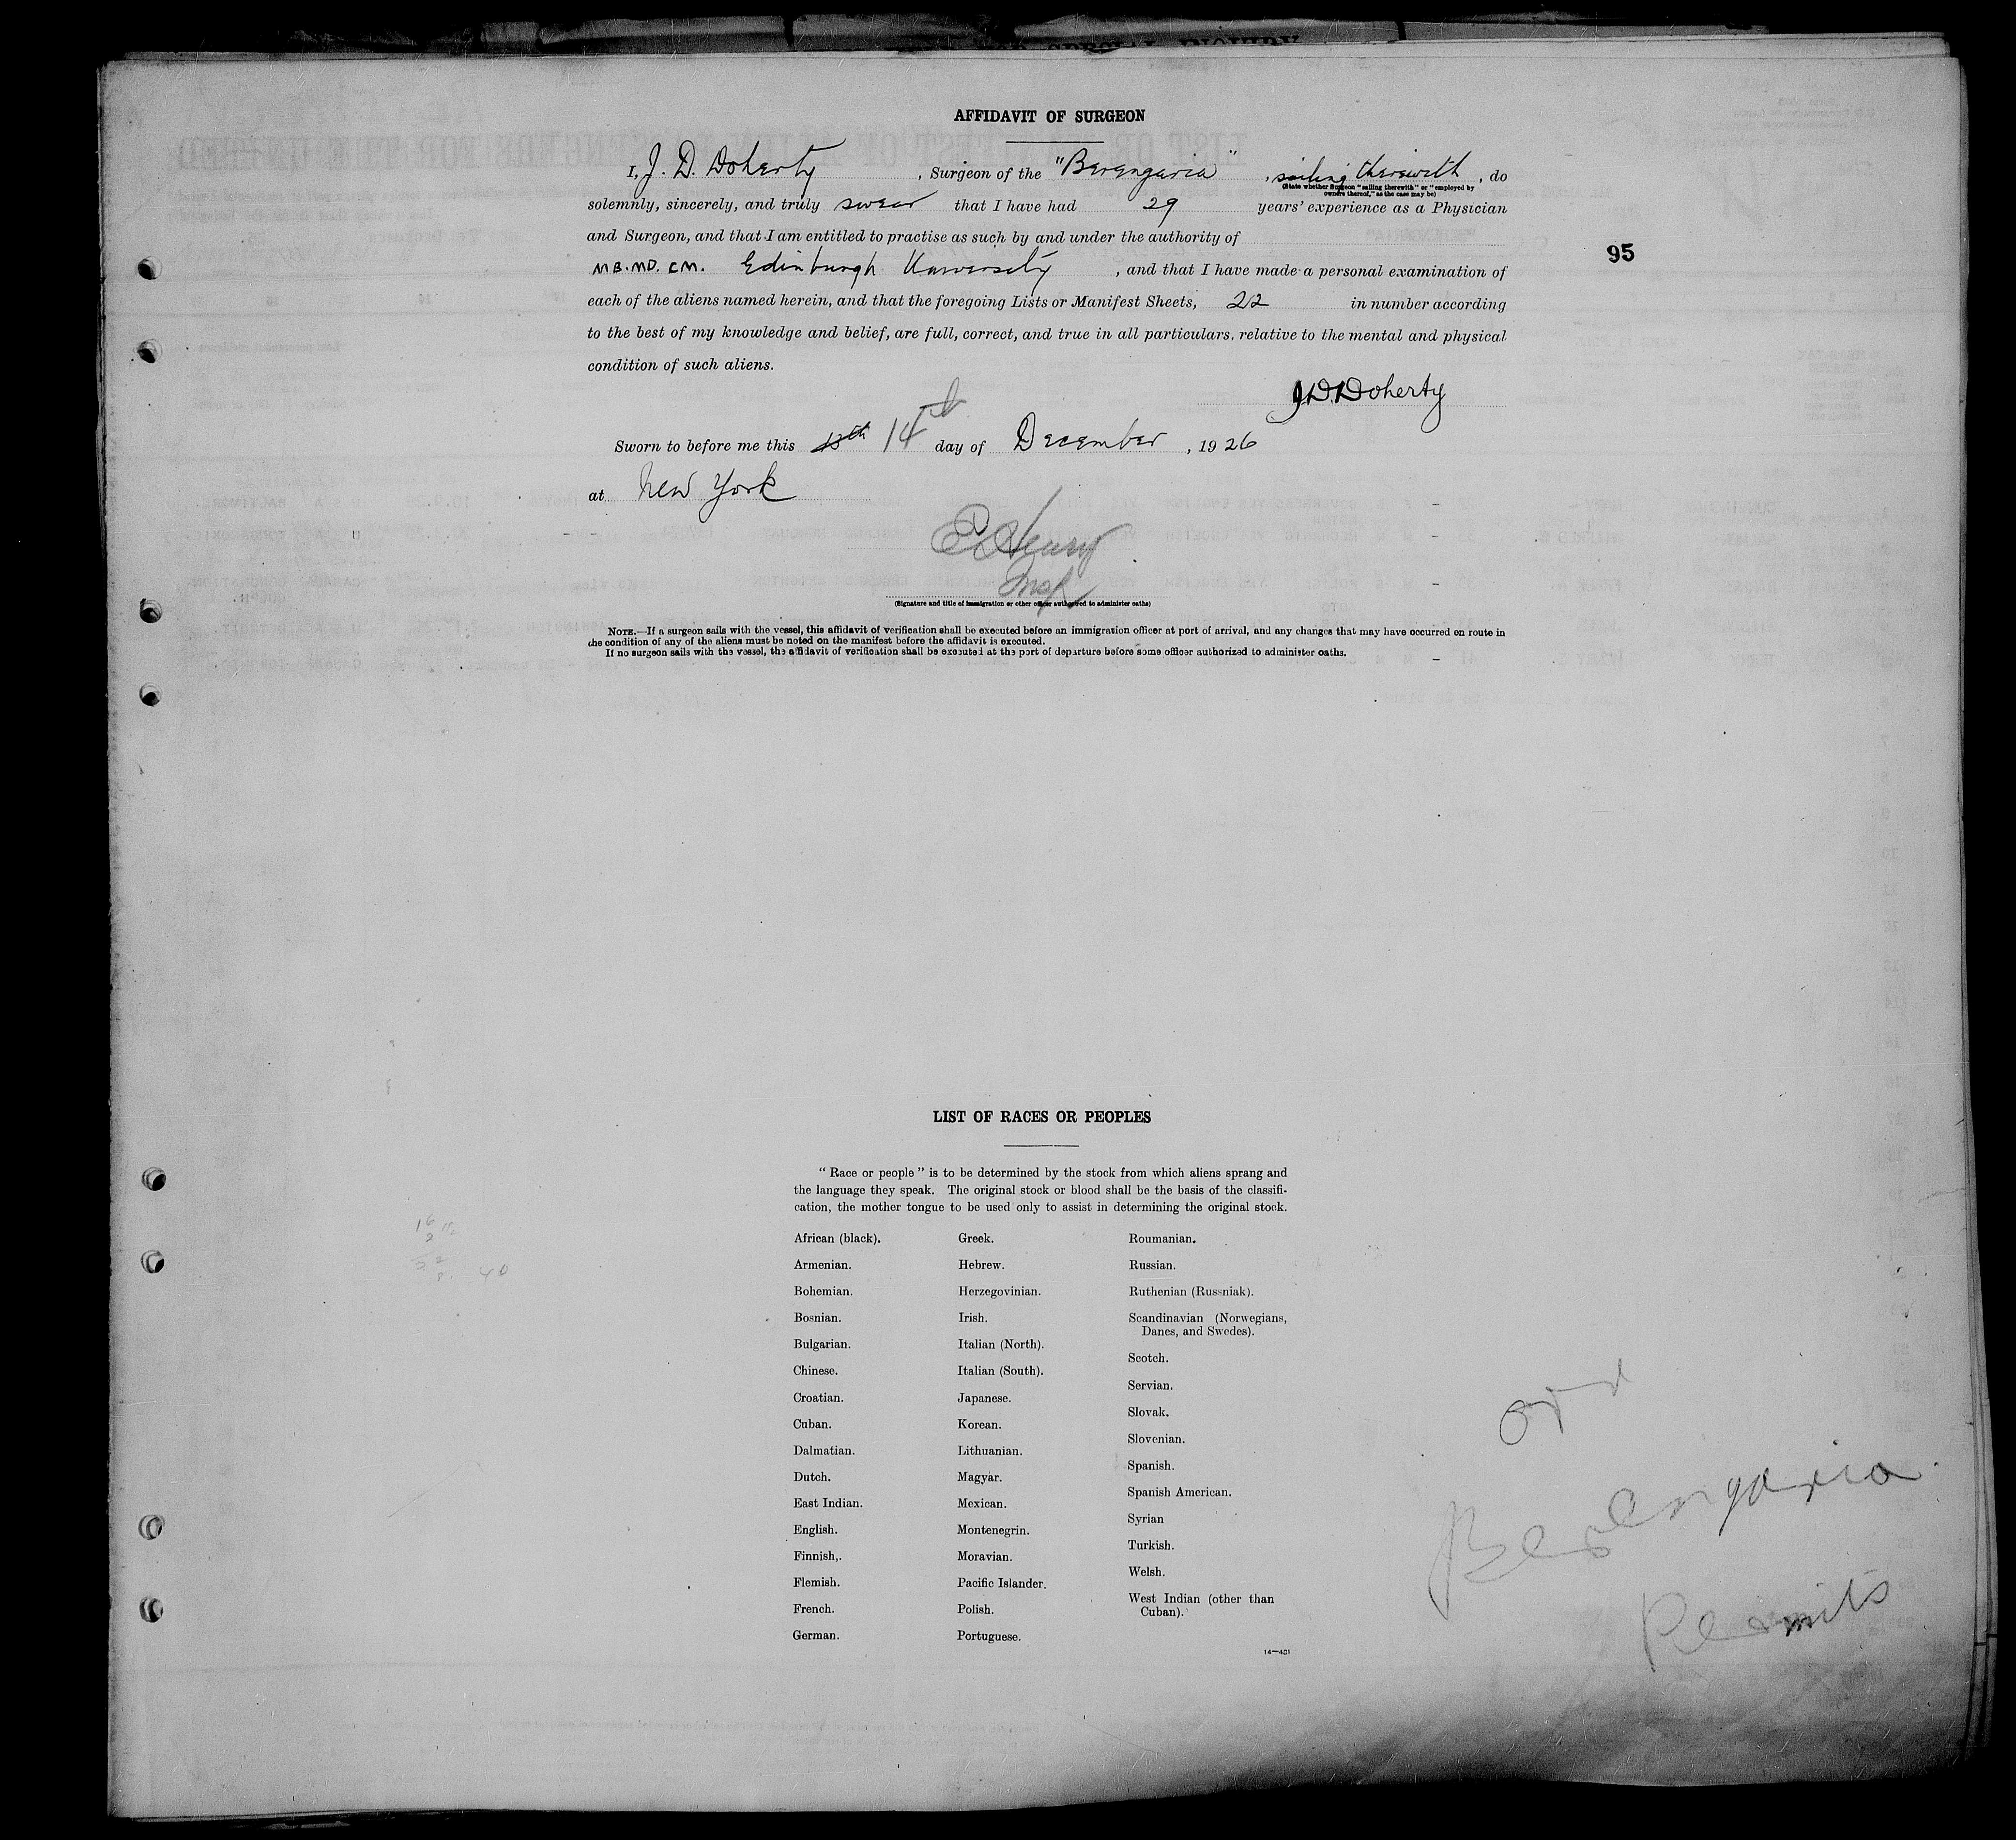 AFFIDAVIT OF SURGEON
I, J. D. Doherty , Surgeon of the "Berengaria" , sailing therewith , do
(State whether Surgeon "sailing therewith" or "employed by
owners thereof," as the case may be)
solemnly, sincerely, and truly swear that I have had 29 years' experience as a Physician
and Surgeon, and that I am entitled to practise as such by and under the authority of
95
MB. MD. CM. Edinburgh University , and that I have made a personal examination of
each of the aliens named herein, and that the foregoing Lists or Manifest Sheets, 22 in number according
to the best of my knowledge and belief, are full, correct, and true in all particulars, relative to the mental and physical
condition of such aliens.
J.D. Doherty
Sworn to before me this 13th 14th day of December , 1926
at New York
Henry
Insp
(Signature and title of immigration or other officer authorized to administer oaths)
NOTE.—If a surgeon sails with the vessel, this affidavit of verification shall be executed before an immigration officer at port of arrival, and any changes that may have occurred on route in
the condition of any of the aliens must be noted on the manifest before the affidavit is executed.
If no surgeon sails with the vessel, the affidavit of verification shall be executed at the port of departure before some officer authorized to administer oaths.
LIST OF RACES OR PEOPLES
"Race or people" is to be determined by the stock from which aliens sprang and
the language they speak. The original stock or blood shall be the basis of the classifi-
cation, the mother tongue to be used only to assist in determining the original stock.
African (black).
Armenian.
Bohemian.
Bosnian.
Bulgarian.
Chinese.
Croatian.
Cuban.
Dalmatian.
Dutch.
East Indian.
English.
Finnish,.
Flemish.
French.
German.
Greek.
Hebrew.
Herzegovinian.
Irish.
Italian (North).
Italian (South).
Japanese.
Korean.
Lithuanian.
Magyar.
Mexican.
Montenegrin.
Moravian.
Pacific Islander.
Polish.
Portuguese.
Roumanian.
Russian.
Ruthenian (Russniak).
Scandinavian (Norwegians,
Danes, and Swedes).
Scotch.
Servian.
Slovak.
Slovenian.
Spanish.
Spanish American.
Syrian
Turkish.
Welsh.
West Indian (other than
Cuban).
14—421
Berengaria
Permits